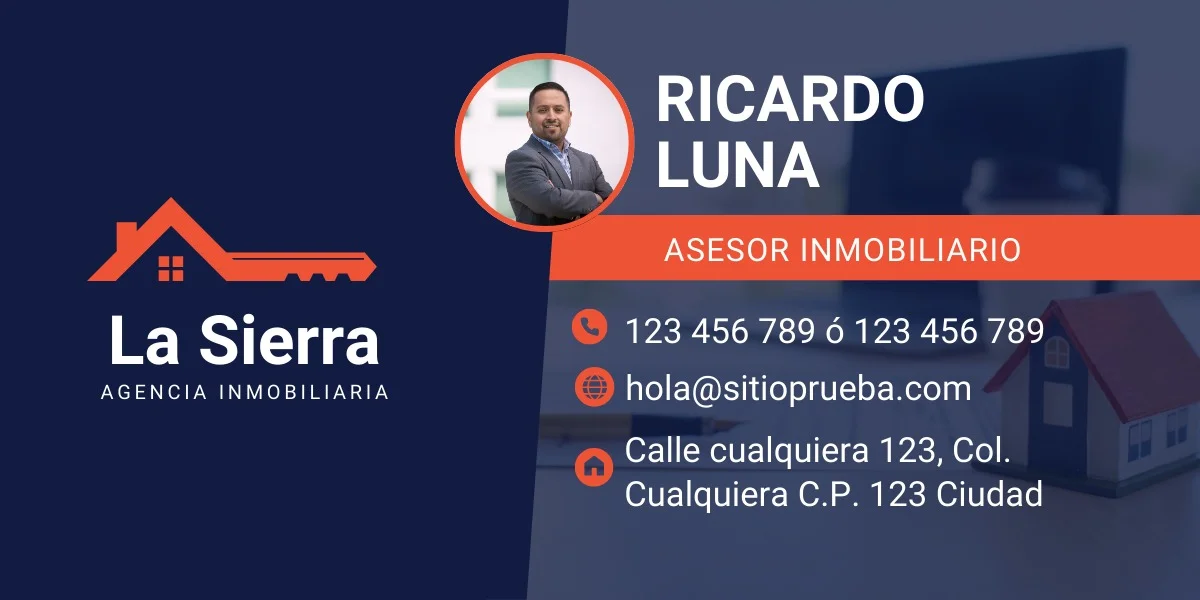 La Sierra
AGENCIA INMOBILIARIA
RICARDO
LUNA
ASESOR INMOBILIARIO
123 456 789 ó 123 456 789
hola@sitioprueba.com
Calle cualquiera 123, Col.
Cualquiera C.P. 123 Ciudad